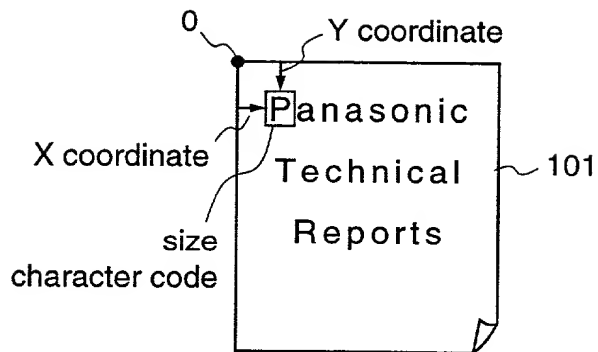 0
Y coordinate
Panasonic
X coordinate
Technical
101
Reports
size
character code